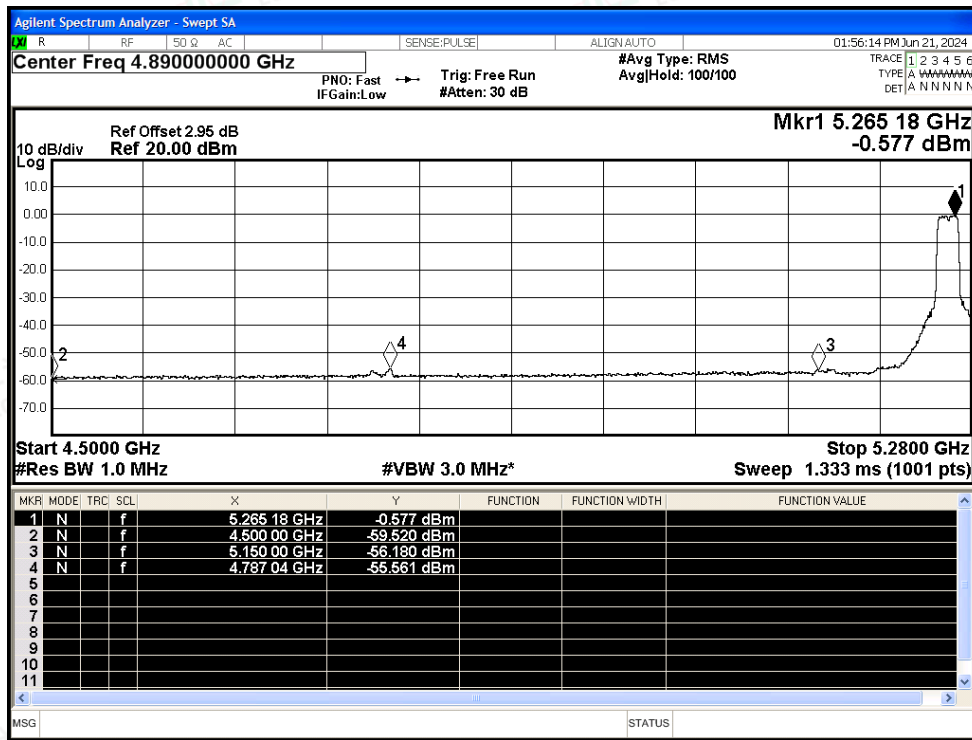 Agilent Spectrum Analyzer - Swept SA
LXI R RF 50 Ω AC SENSE:PULSE ALIGN AUTO 01:56:14 PM Jun 21, 2024
Center Freq 4.890000000 GHz
PNO: Fast
IFGain:Low
Trig: Free Run
#Atten: 30 dB
#Avg Type: RMS
Avg|Hold: 100/100
TRACE 1 2 3 4 5 6
TYPE A WWWWW
DET A N N N N N
Ref Offset 2.95 dB
10 dB/div Ref 20.00 dBm
Log
Mkr1 5.265 18 GHz
-0.577 dBm
10.0
0.00
-10.0
-20.0
-30.0
-40.0
-50.0
-60.0
-70.0
1
2
4
3
Start 4.5000 GHz Stop 5.2800 GHz
#Res BW 1.0 MHz #VBW 3.0 MHz* Sweep 1.333 ms (1001 pts)
MKR MODE TRC SCL X Y FUNCTION FUNCTION WIDTH FUNCTION VALUE
1 N f 5.265 18 GHz -0.577 dBm
2 N f 4.500 00 GHz -59.520 dBm
3 N f 5.150 00 GHz -56.180 dBm
4 N f 4.787 04 GHz -55.561 dBm
5
6
7
8
9
10
11
MSG STATUS